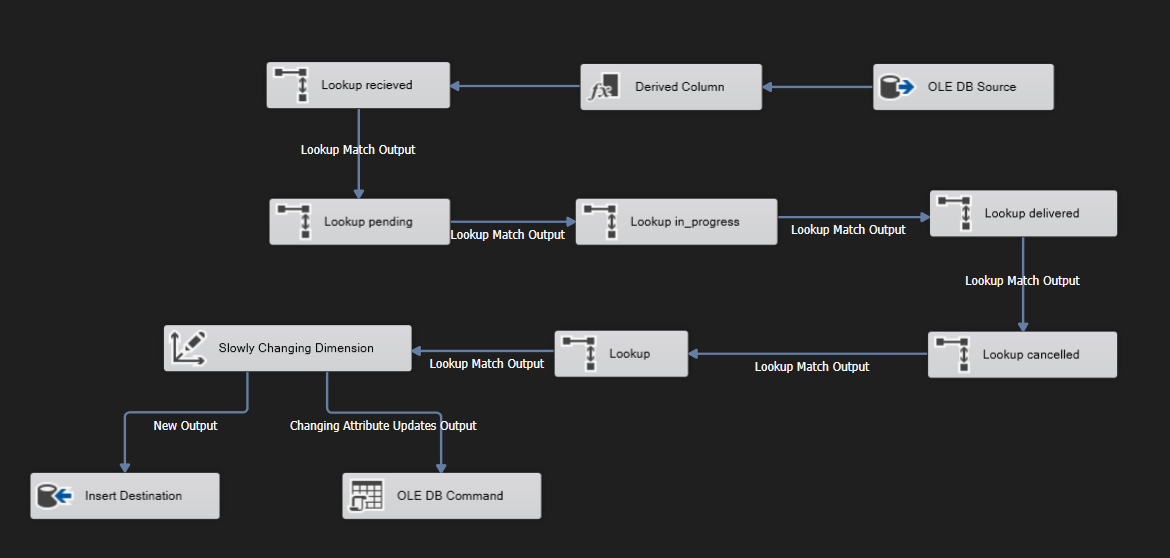 Lookup recieved
Derived Column
OLE DB Source
Lookup Match Output
Lookup pending
Lookup Match Output
Lookup in_progress
Lookup Match Output
Lookup delivered
Lookup Match Output
Slowly Changing Dimension
Lookup Match Output
Lookup
Lookup Match Output
Lookup cancelled
New Output
Changing Attribute Updates Output
Insert Destination
OLE DB Command